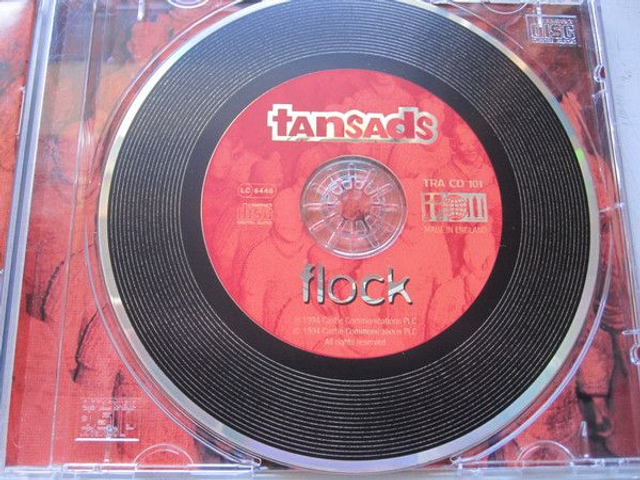 COMPACT
disc
tansads
LC 6448
TRA CD 101
COMPACT
disc
DIGITAL AUDIO
MADE IN ENGLAND
flock
℗ 1994 Castle Communications PLC
© 1994 Castle Communications PLC
All rights reserved